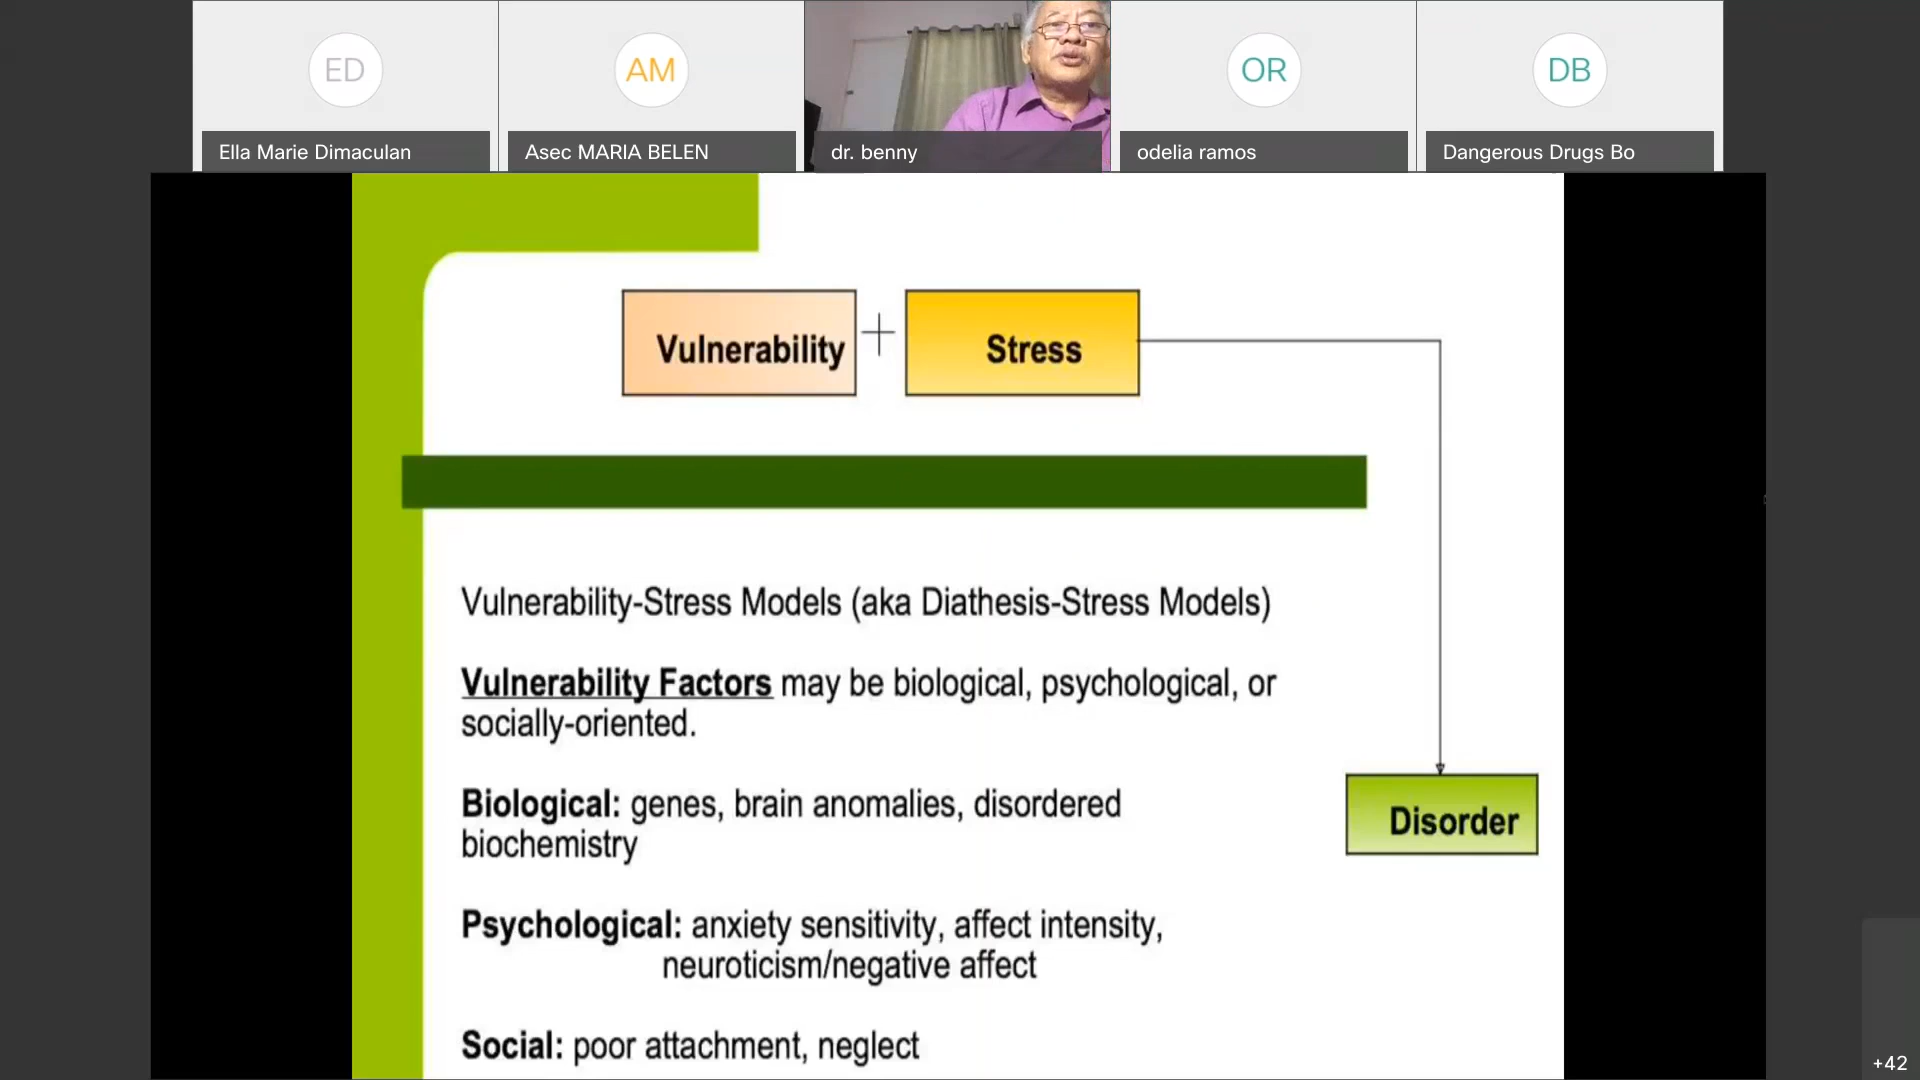 ED
AM
OR
DB
Ella Marie Dimaculan
Asec MARIA BELEN
dr. benny
odelia ramos
Dangerous Drugs Bo
Vulnerability
Stress
Vulnerability-Stress Models (aka Diathesis-Stress Models)
Vulnerability Factors may be biological, psychological, or
socially-oriented.
Biological: genes, brain anomalies, disordered
biochemistry
Disorder
Psychological: anxiety sensitivity, affect intensity,
neuroticism/negative affect
Social: poor attachment, neglect
+42